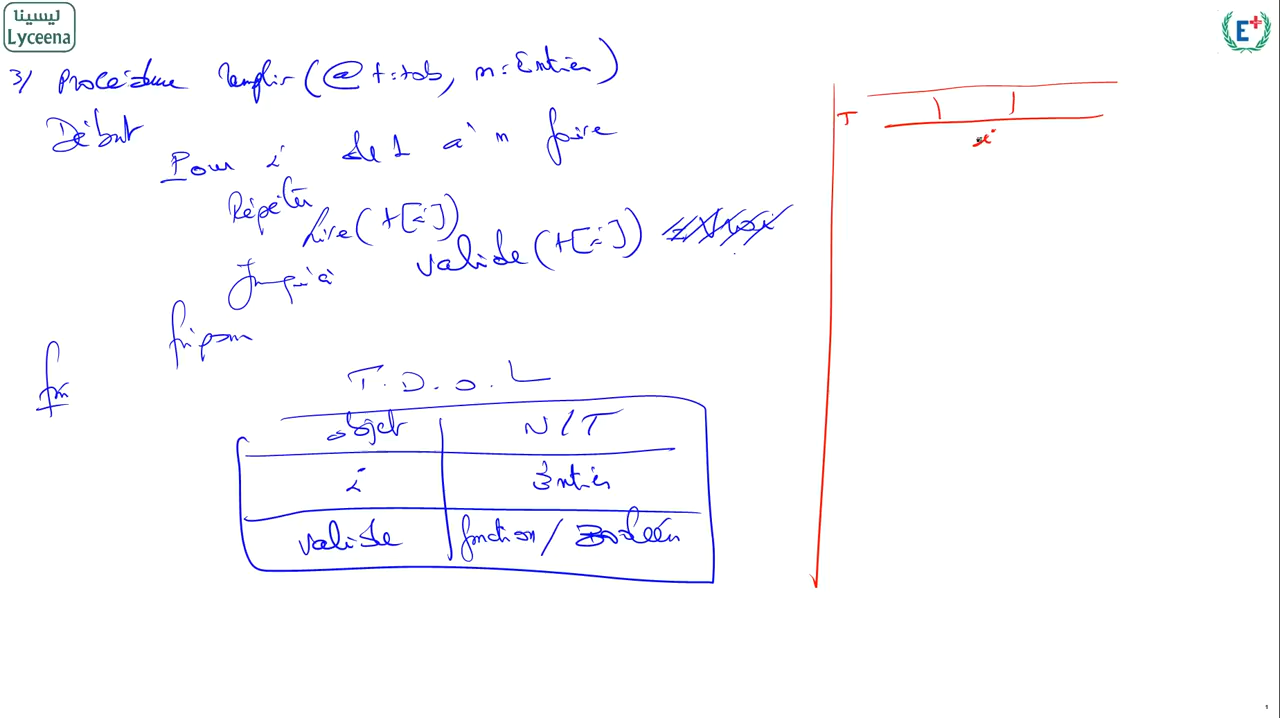 ليسينا
Lyceena
E+
3) Procédure Remplir (@ t : tab, n : Entier)
Début
Pour i de 1 à n faire
Répéter
Lire (t[i])
Jusqu'à valide (t[i])
finpour
fin
T.D.O.L
objet N/T
i Entier
valide fonction / Booléén
T
i